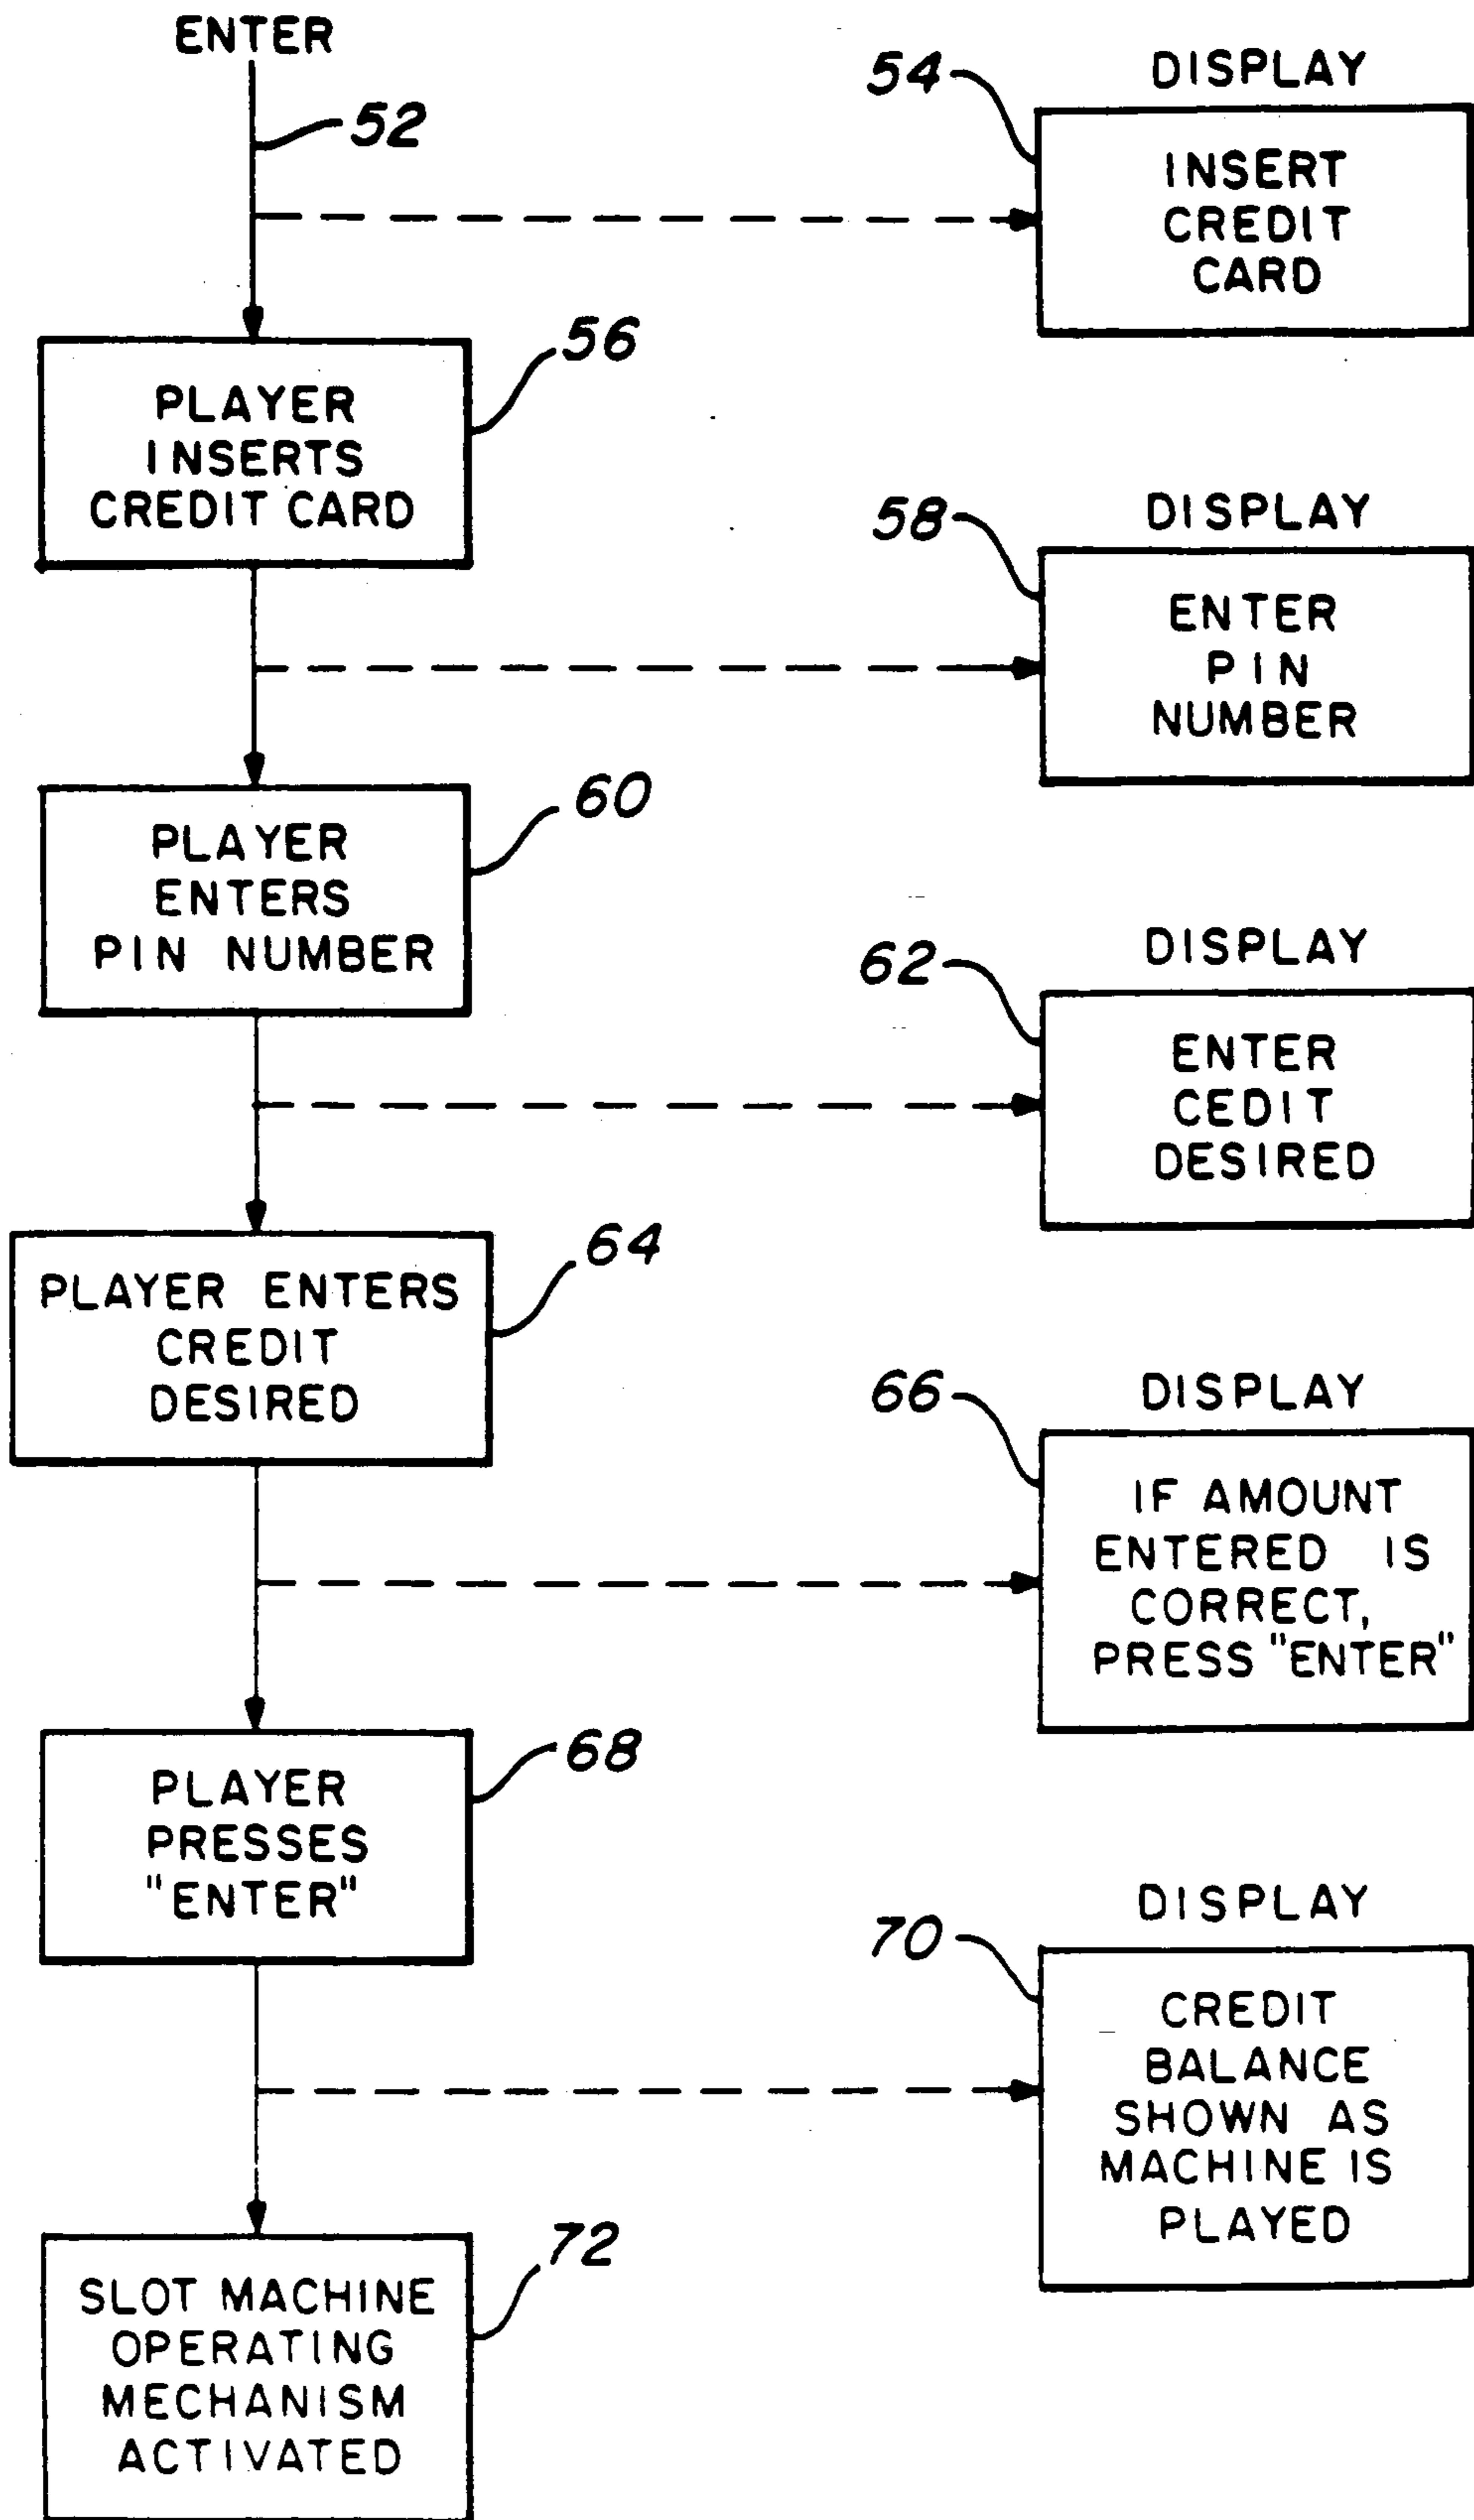 ENTER
52
54
DISPLAY
INSERT
CREDIT
CARD
56
PLAYER
INSERTS
CREDIT CARD
58
DISPLAY
ENTER
PIN
NUMBER
60
PLAYER
ENTERS
PIN NUMBER
62
DISPLAY
ENTER
CEDIT
DESIRED
64
PLAYER ENTERS
CREDIT
DESIRED
66
DISPLAY
IF AMOUNT
ENTERED IS
CORRECT,
PRESS "ENTER"
68
PLAYER
PRESSES
"ENTER"
70
DISPLAY
CREDIT
BALANCE
SHOWN AS
MACHINE IS
PLAYED
72
SLOT MACHINE
OPERATING
MECHANISM
ACTIVATED